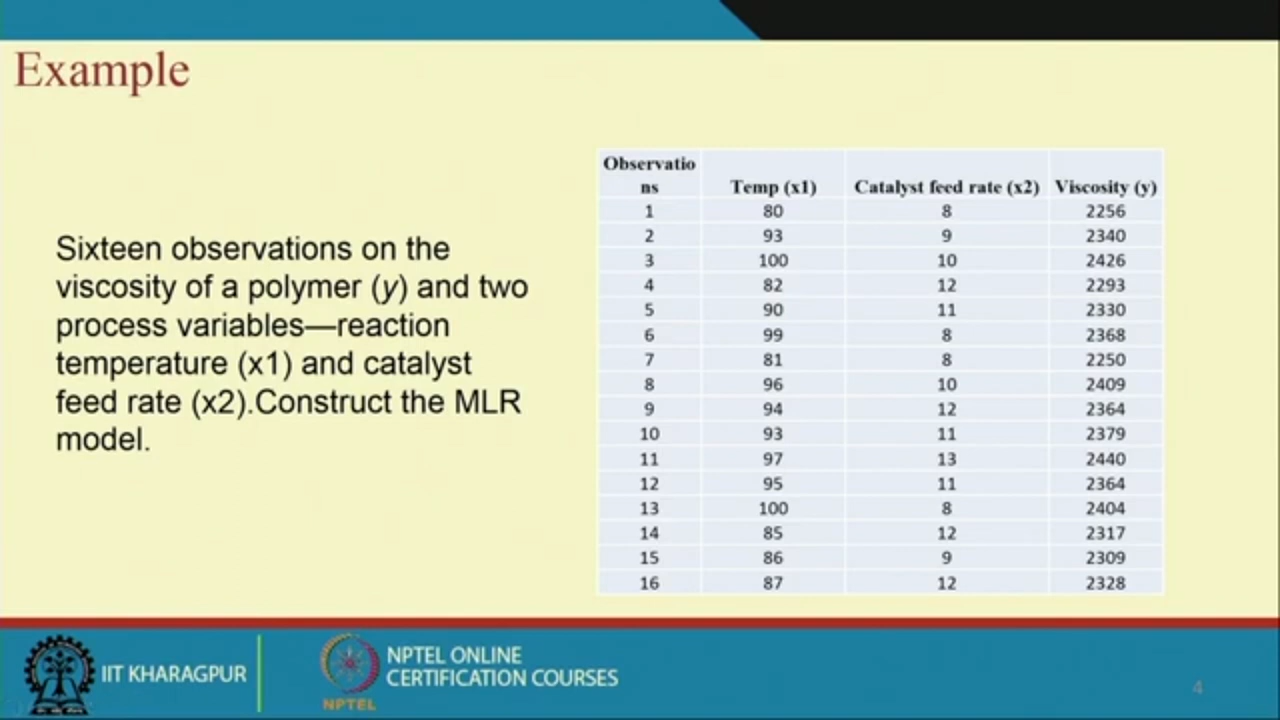 Example
Sixteen observations on the
viscosity of a polymer (y) and two
process variables—reaction
temperature (x1) and catalyst
feed rate (x2).Construct the MLR
model.
Observatio
ns Temp (x1) Catalyst feed rate (x2) Viscosity (y)
1 80 8 2256
2 93 9 2340
3 100 10 2426
4 82 12 2293
5 90 11 2330
6 99 8 2368
7 81 8 2250
8 96 10 2409
9 94 12 2364
10 93 11 2379
11 97 13 2440
12 95 11 2364
13 100 8 2404
14 85 12 2317
15 86 9 2309
16 87 12 2328
IIT KHARAGPUR
NPTEL
NPTEL ONLINE
CERTIFICATION COURSES
4